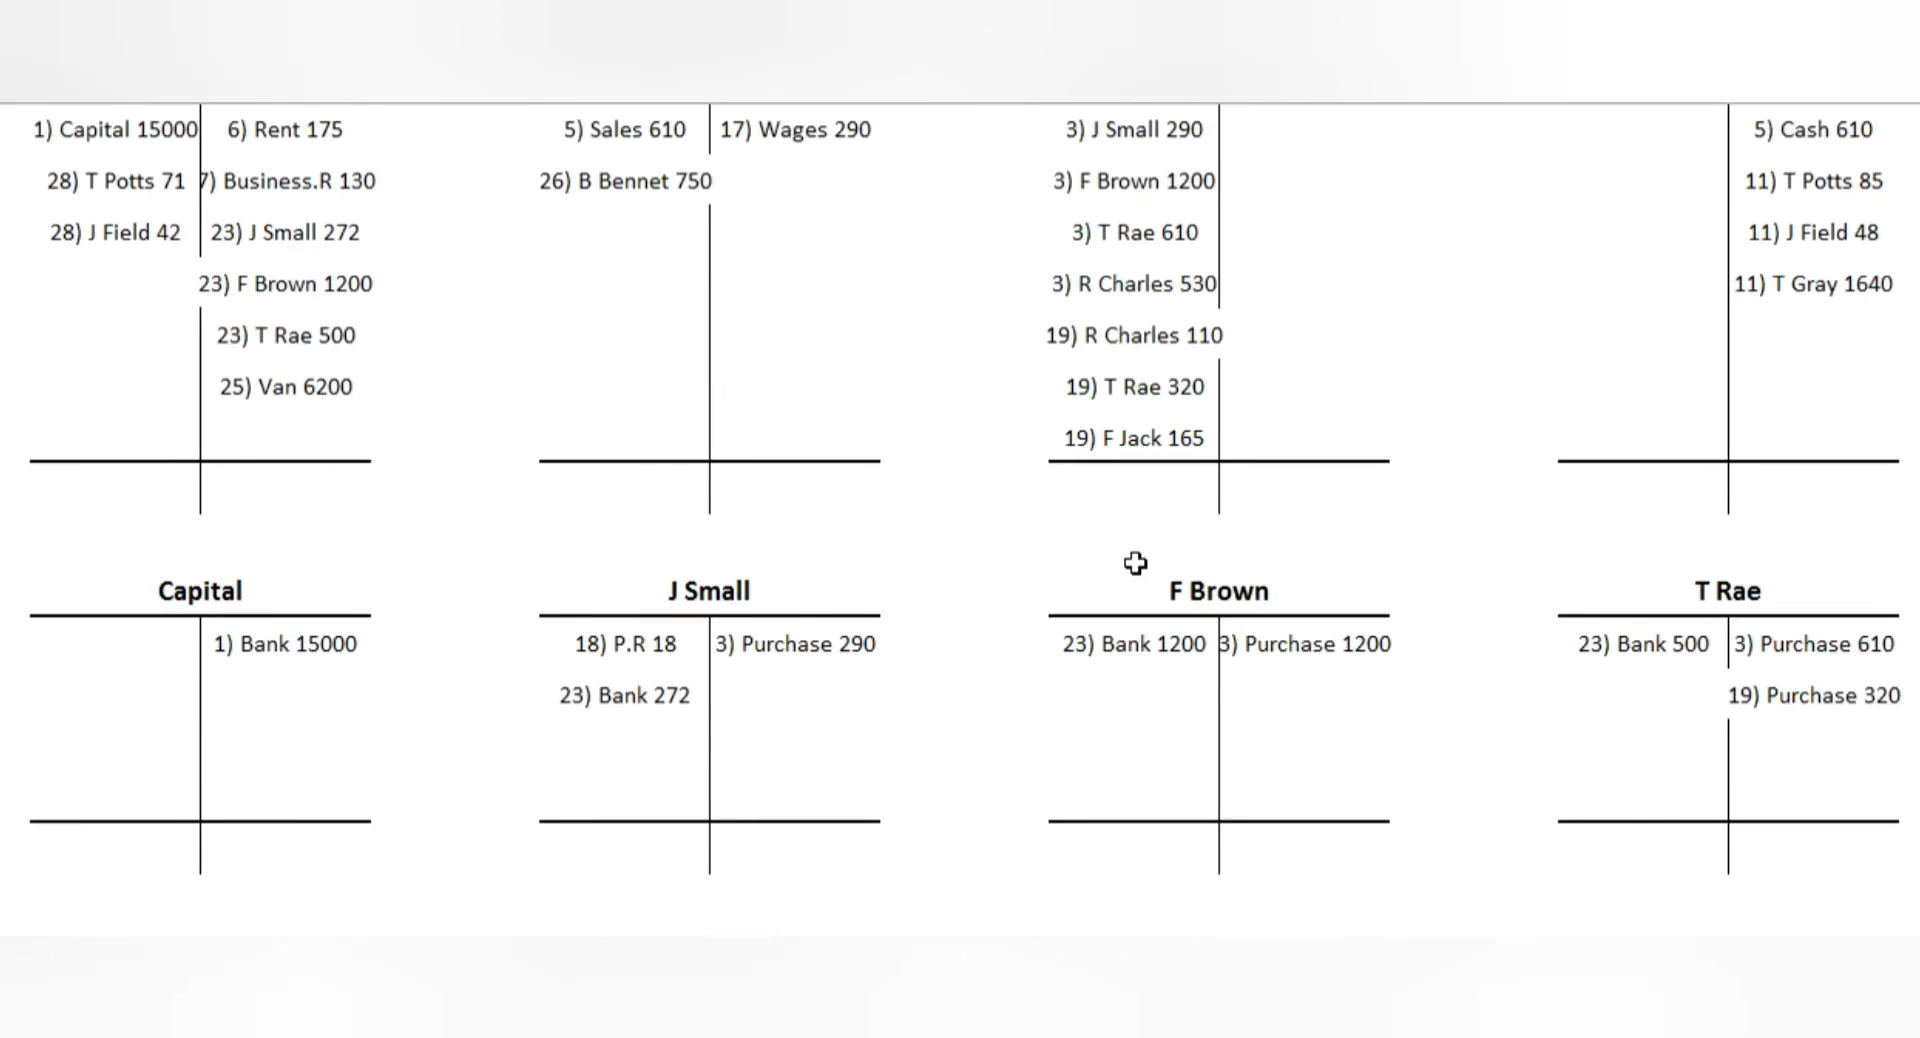 1) Capital 15000 6) Rent 175 5) Sales 610 17) Wages 290 3) J Small 290 5) Cash 610
28) T Potts 71 7) Business.R 130 26) B Bennet 750 3) F Brown 1200 11) T Potts 85
28) J Field 42 23) J Small 272 3) T Rae 610 11) J Field 48
23) F Brown 1200 3) R Charles 530 11) T Gray 1640
23) T Rae 500 19) R Charles 110
25) Van 6200 19) T Rae 320
19) F Jack 165
Capital J Small F Brown T Rae
1) Bank 15000 18) P.R 18 3) Purchase 290 23) Bank 1200 3) Purchase 1200 23) Bank 500 3) Purchase 610
23) Bank 272 19) Purchase 320